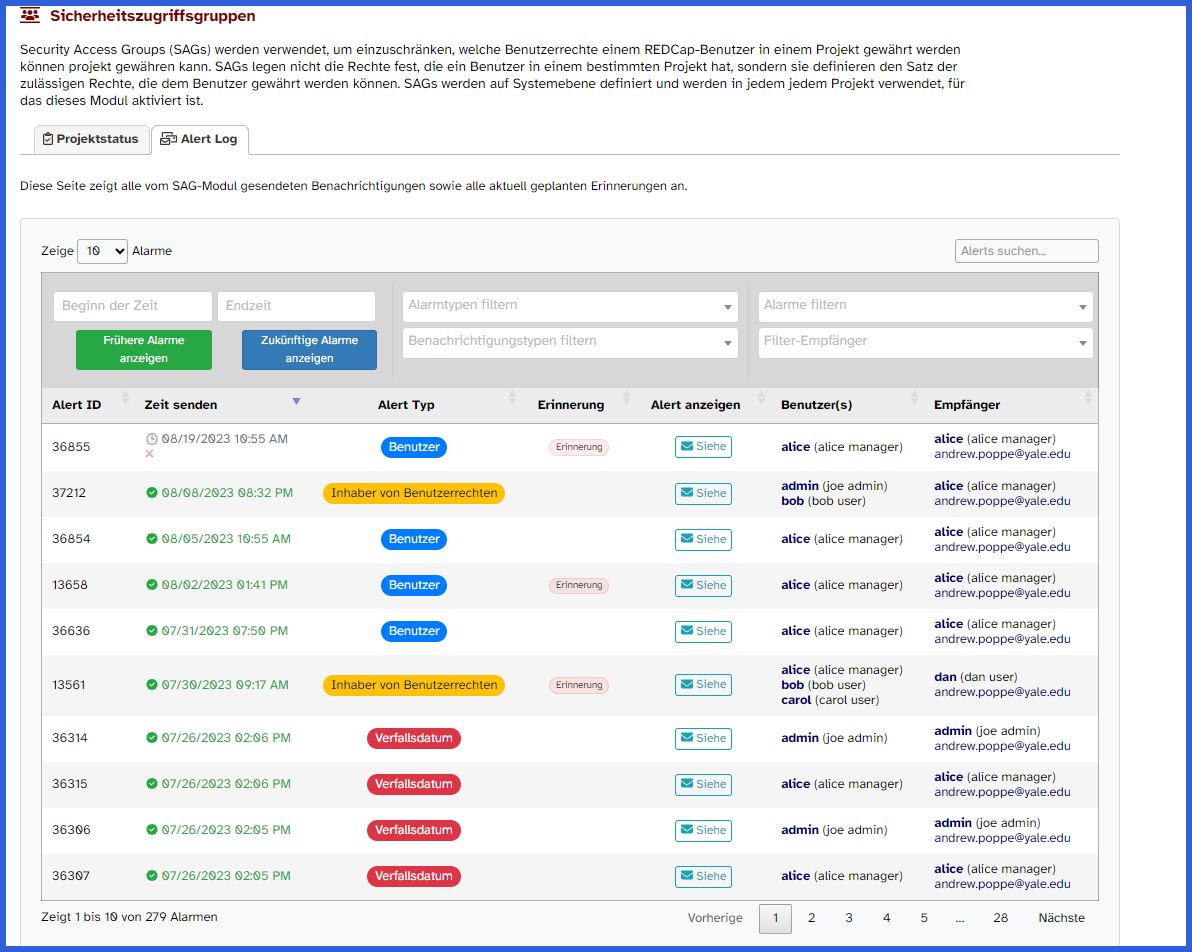 Sicherheitszugriffsgruppen
Security Access Groups (SAGs) werden verwendet, um einzuschränken, welche Benutzerrechte einem REDCap-Benutzer in einem Projekt gewährt werden
können projekt gewähren kann. SAGs legen nicht die Rechte fest, die ein Benutzer in einem bestimmten Projekt hat, sondern sie definieren den Satz der
zulässigen Rechte, die dem Benutzer gewährt werden können. SAGs werden auf Systemebene definiert und werden in jedem jedem Projekt verwendet, für
das dieses Modul aktiviert ist.
Projektstatus Alert Log
Diese Seite zeigt alle vom SAG-Modul gesendeten Benachrichtigungen sowie alle aktuell geplanten Erinnerungen an.
Zeige 10 Alarme Alerts suchen...
Beginn der Zeit Endzeit Alarmtypen filtern Alarme filtern
Frühere Alarme anzeigen Zukünftige Alarme anzeigen Benachrichtigungstypen filtern Filter-Empfänger
Alert ID Zeit senden Alert Typ Erinnerung Alert anzeigen Benutzer(s) Empfänger
36855 08/19/2023 10:55 AM Benutzer Erinnerung Siehe alice (alice manager) alice (alice manager)
andrew.poppe@yale.edu
37212 08/08/2023 08:32 PM Inhaber von Benutzerrechten Siehe admin (joe admin) alice (alice manager)
bob (bob user) andrew.poppe@yale.edu
36854 08/05/2023 10:55 AM Benutzer Siehe alice (alice manager) alice (alice manager)
andrew.poppe@yale.edu
13658 08/02/2023 01:41 PM Benutzer Erinnerung Siehe alice (alice manager) alice (alice manager)
andrew.poppe@yale.edu
36636 07/31/2023 07:50 PM Benutzer Siehe alice (alice manager) alice (alice manager)
andrew.poppe@yale.edu
13561 07/30/2023 09:17 AM Inhaber von Benutzerrechten Erinnerung Siehe alice (alice manager) dan (dan user)
bob (bob user) andrew.poppe@yale.edu
carol (carol user)
36314 07/26/2023 02:06 PM Verfallsdatum Siehe admin (joe admin) admin (joe admin)
andrew.poppe@yale.edu
36315 07/26/2023 02:06 PM Verfallsdatum Siehe alice (alice manager) alice (alice manager)
andrew.poppe@yale.edu
36306 07/26/2023 02:05 PM Verfallsdatum Siehe admin (joe admin) admin (joe admin)
andrew.poppe@yale.edu
36307 07/26/2023 02:05 PM Verfallsdatum Siehe alice (alice manager) alice (alice manager)
andrew.poppe@yale.edu
Zeigt 1 bis 10 von 279 Alarmen Vorherige 1 2 3 4 5 ... 28 Nächste